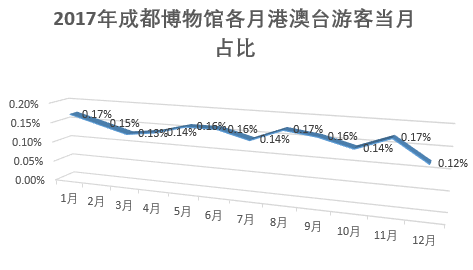 2017年成都博物馆各月港澳台游客当月
占比
0.20%
0.15%
0.10%
0.05%
0.00%
0.17%
0.15%
0.13%
0.14%
0.16%
0.16%
0.14%
0.17%
0.16%
0.14%
0.17%
0.12%
1月
2月
3月
4月
5月
6月
7月
8月
9月
10月
11月
12月